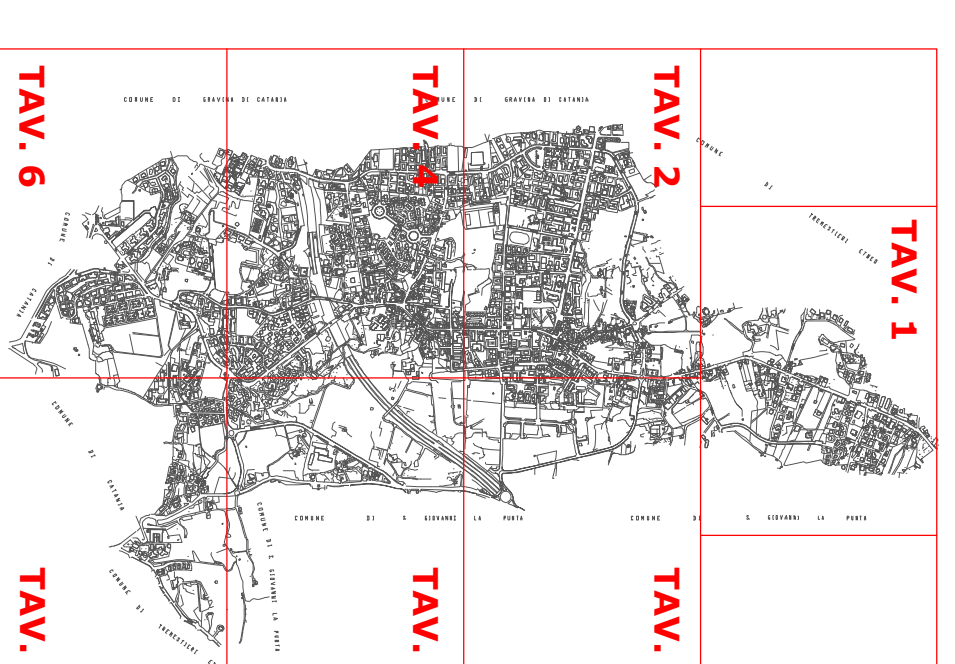 TAV. 6
TAV. 4
TAV. 2
TAV. 1
COMUNE DI GRAVINA DI CATANIA
COMUNE DI GRAVINA DI CATANIA
COMUNE DI TREMESTIERI ETNEO
COMUNE DI CATANIA
COMUNE DI CATANIA
COMUNE DI S. GIOVANNI LA PUNTA
COMUNE DI S. GIOVANNI LA PUNTA
COMUNE DI S. GIOVANNI LA PUNTA
COMUNE DI TREMESTIERI
TAV.
TAV.
TAV.